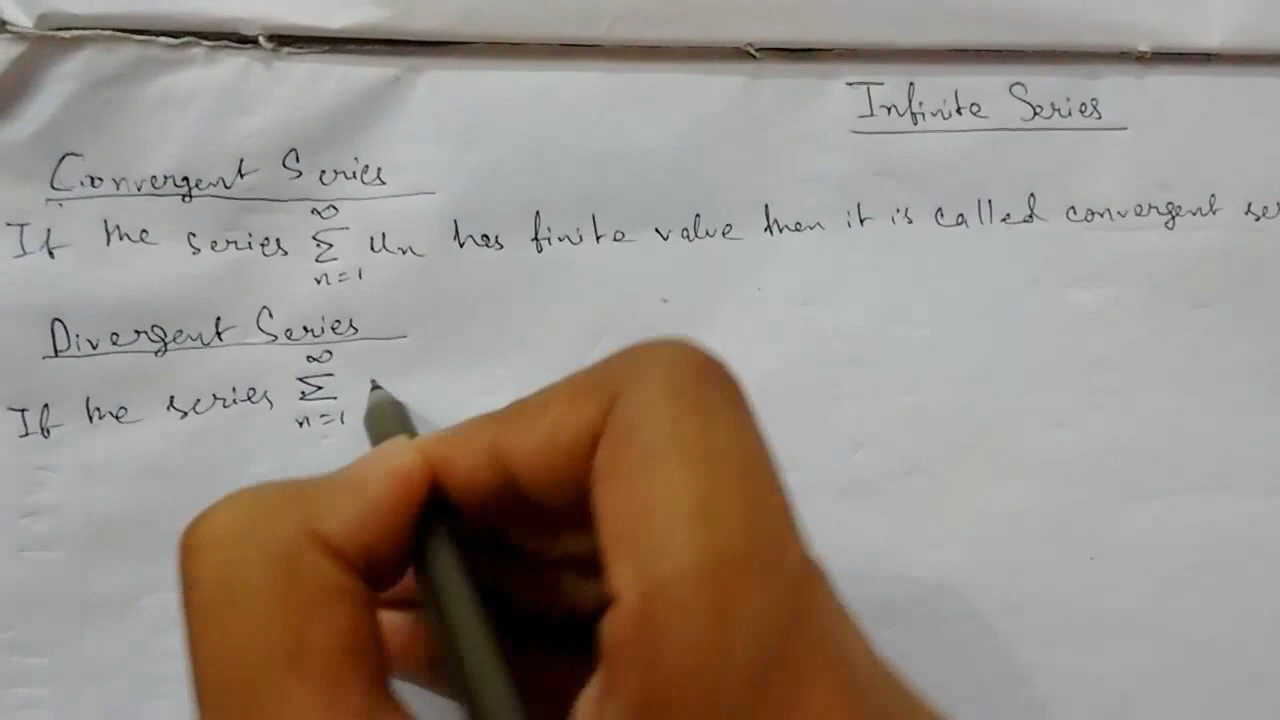 Infinite Series
Convergent Series
If the series ∑_{n=1}^{∞} Un has finite value then it is called convergent se
Divergent Series
If the series ∑_{n=1}^{∞}